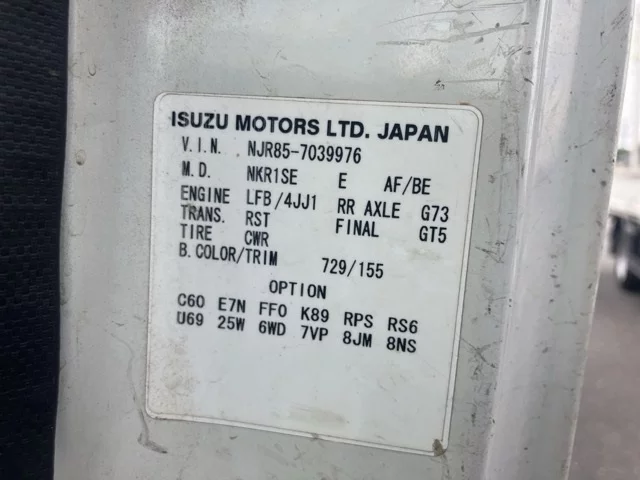 ISUZU MOTORS LTD. JAPAN
V.I.N. NJR85-7039976
M.D. NKR1SE E AF/BE
ENGINE LFB/4JJ1 RR AXLE G73
TRANS. RST FINAL GT5
TIRE CWR
B.COLOR/TRIM 729/155
OPTION
C60 E7N FF0 K89 RPS RS6
U69 25W 6WD 7VP 8JM 8NS